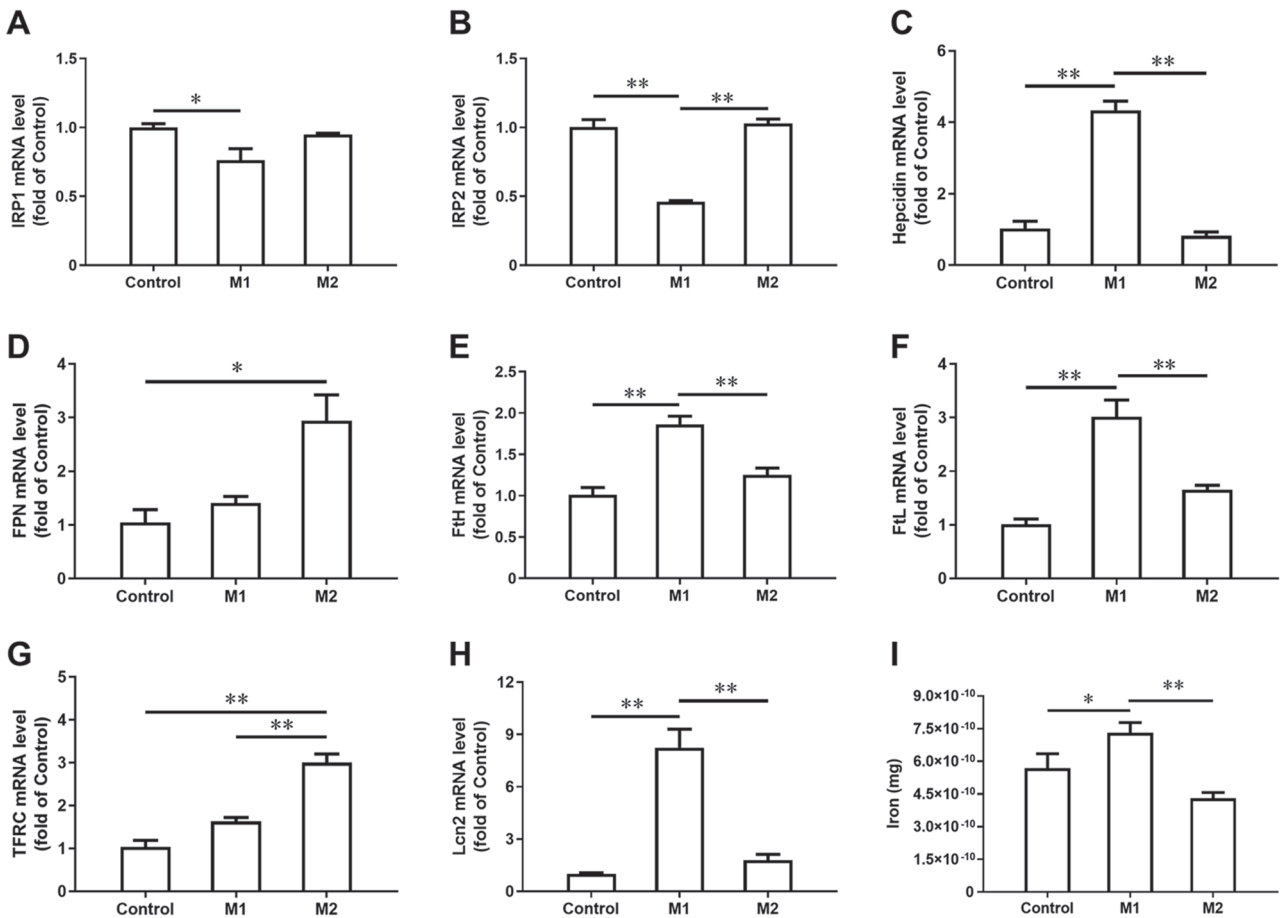 A
IRP1 mRNA level
(fold of Control)
1.5
1.0
0.5
0
*
Control M1 M2
B
IRP2 mRNA level
(fold of Control)
1.5
1.0
0.5
0
** **
Control M1 M2
C
Hepcidin mRNA level
(fold of Control)
6
4
2
0
** **
Control M1 M2
D
FPN mRNA level
(fold of Control)
4
3
2
1
0
*
Control M1 M2
E
FtH mRNA level
(fold of Control)
2.5
2.0
1.5
1.0
0.5
0
** **
Control M1 M2
F
FtL mRNA level
(fold of Control)
4
3
2
1
0
** **
Control M1 M2
G
TFRC mRNA level
(fold of Control)
5
4
3
2
1
0
**
**
Control M1 M2
H
Lcn2 mRNA level
(fold of Control)
12
9
6
3
0
** **
Control M1 M2
I
Iron (mg)
9.0×10⁻¹⁰
7.5×10⁻¹⁰
6.0×10⁻¹⁰
4.5×10⁻¹⁰
3.0×10⁻¹⁰
1.5×10⁻¹⁰
0
* **
Control M1 M2